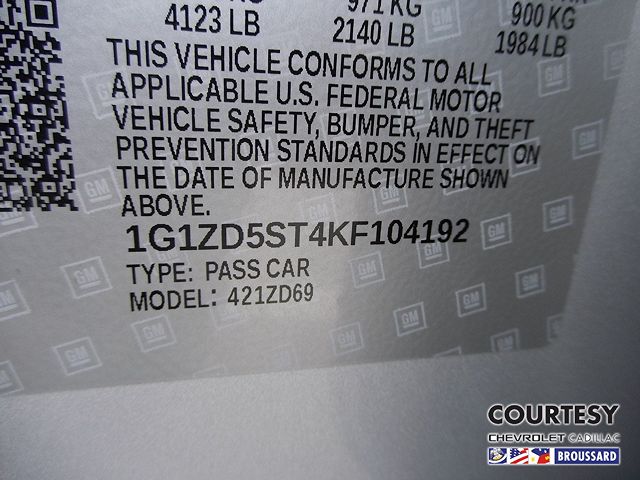 971 KG
4123 LB 2140 LB 900 KG
1984 LB
THIS VEHICLE CONFORMS TO ALL
APPLICABLE U.S. FEDERAL MOTOR
VEHICLE SAFETY, BUMPER, AND THEFT
PREVENTION STANDARDS IN EFFECT ON
THE DATE OF MANUFACTURE SHOWN
ABOVE.
1G1ZD5ST4KF104192
TYPE: PASS CAR
MODEL: 421ZD69
GM
COURTESY
CHEVROLET CADILLAC
BROUSSARD